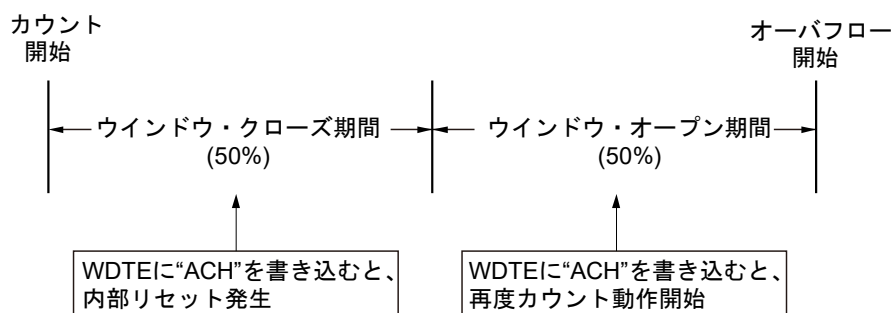 カウント
開始
オーバフロー
開始
ウインドウ・クローズ期間
(50%)
ウインドウ・オープン期間
(50%)
WDTEに“ACH”を書き込むと、
内部リセット発生
WDTEに“ACH”を書き込むと、
再度カウント動作開始